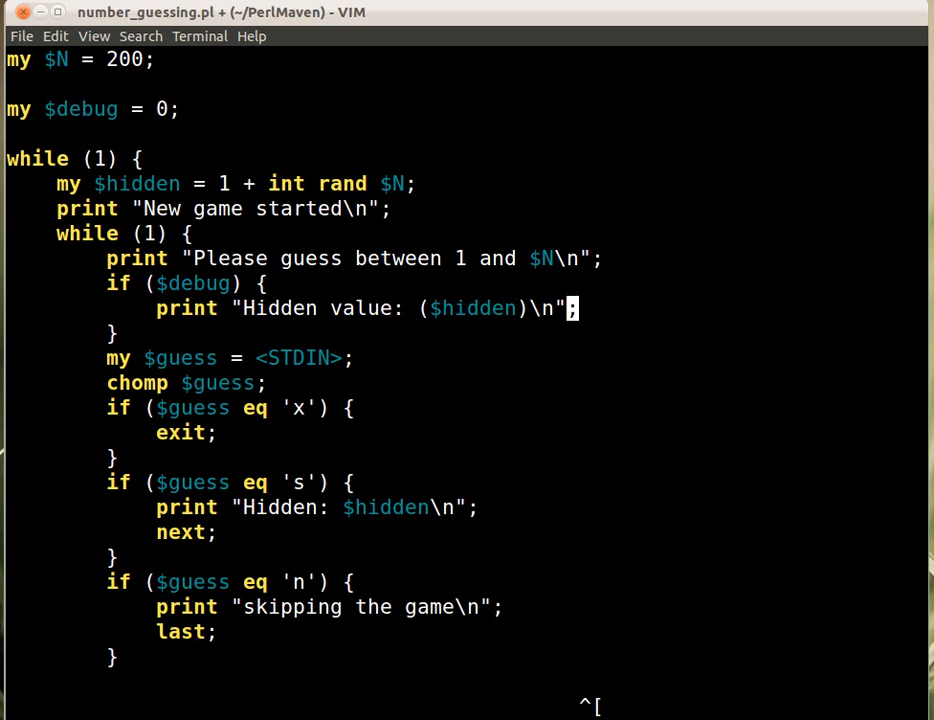 number_guessing.pl + (~/PerlMaven) - VIM
File Edit View Search Terminal Help
my $N = 200;
my $debug = 0;
while (1) {
    my $hidden = 1 + int rand $N;
    print "New game started\n";
    while (1) {
        print "Please guess between 1 and $N\n";
        if ($debug) {
            print "Hidden value: ($hidden)\n";
        }
        my $guess = <STDIN>;
        chomp $guess;
        if ($guess eq 'x') {
            exit;
        }
        if ($guess eq 's') {
            print "Hidden: $hidden\n";
            next;
        }
        if ($guess eq 'n') {
            print "skipping the game\n";
            last;
        }
^[